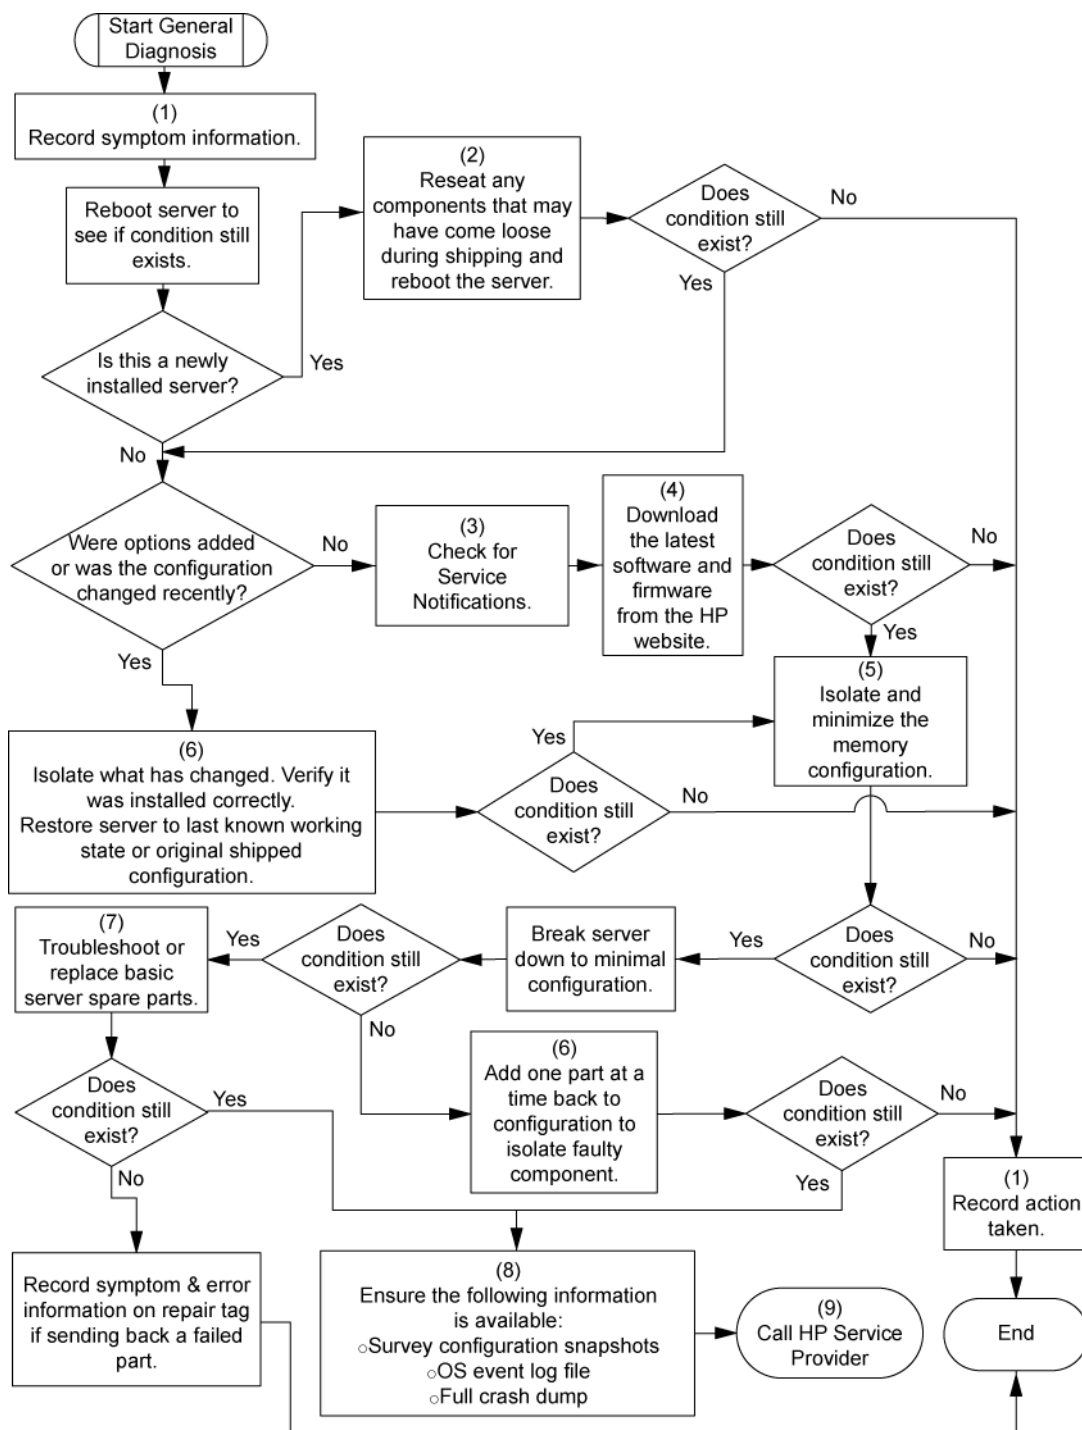 Start General
Diagnosis
(1)
Record symptom information.
Reboot server to
see if condition still
exists.
(2)
Reseat any
components that may
have come loose
during shipping and
reboot the server.
Does
condition still
exist?
No
Yes
Is this a newly
installed server?
Yes
No
Were options added
or was the configuration
changed recently?
No
(3)
Check for
Service
Notifications.
(4)
Download
the latest
software and
firmware
from the HP
website.
Does
condition still
exist?
No
Yes
Yes
(5)
Isolate and
minimize the
memory
configuration.
(6)
Isolate what has changed. Verify it
was installed correctly.
Restore server to last known working
state or original shipped
configuration.
Yes
Does
condition still
exist?
No
(7)
Troubleshoot or
replace basic
server spare parts.
Yes
Does
condition still
exist?
No
Break server
down to minimal
configuration.
Yes
Does
condition still
exist?
No
(6)
Add one part at a
time back to
configuration to
isolate faulty
component.
Does
condition still
exist?
No
Yes
Does
condition still
exist?
Yes
No
(1)
Record action
taken.
Record symptom & error
information on repair tag
if sending back a failed
part.
(8)
Ensure the following information
is available:
○Survey configuration snapshots
○OS event log file
○Full crash dump
(9)
Call HP Service
Provider
End